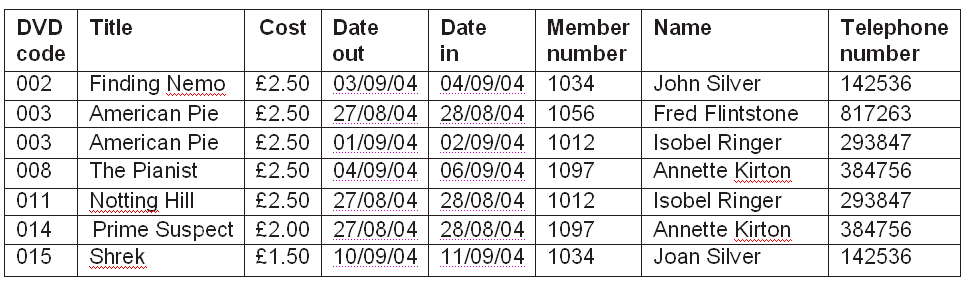 DVD code Title Cost Date out Date in Member number Name Telephone number
002 Finding Nemo £2.50 03/09/04 04/09/04 1034 John Silver 142536
003 American Pie £2.50 27/08/04 28/08/04 1056 Fred Flintstone 817263
003 American Pie £2.50 01/09/04 02/09/04 1012 Isobel Ringer 293847
008 The Pianist £2.50 04/09/04 06/09/04 1097 Annette Kirton 384756
011 Notting Hill £2.50 27/08/04 28/08/04 1012 Isobel Ringer 293847
014 Prime Suspect £2.00 27/08/04 28/08/04 1097 Annette Kirton 384756
015 Shrek £1.50 10/09/04 11/09/04 1034 Joan Silver 142536